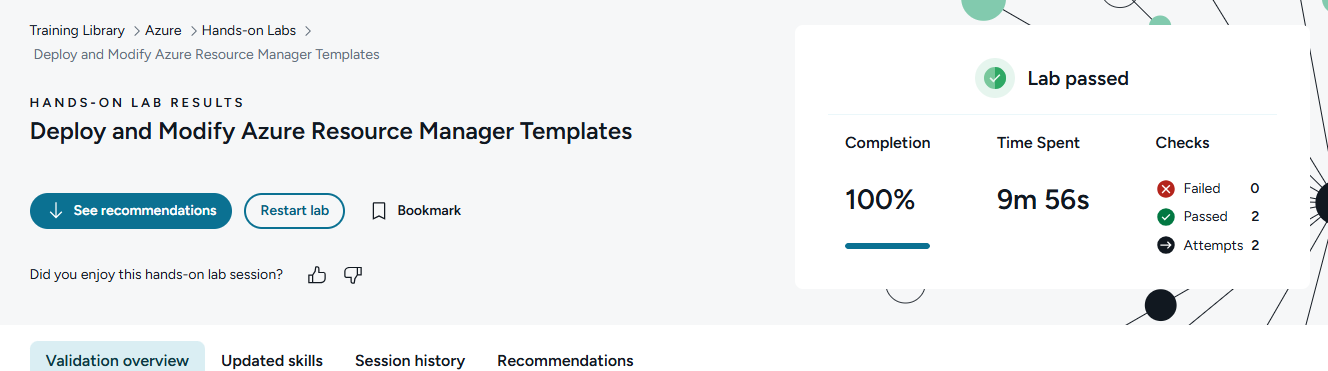 Training Library > Azure > Hands-on Labs >
Deploy and Modify Azure Resource Manager Templates
HANDS-ON LAB RESULTS
Deploy and Modify Azure Resource Manager Templates
See recommendations
Restart lab
Bookmark
Did you enjoy this hands-on lab session?
Lab passed
Completion
100%
Time Spent
9m 56s
Checks
Failed 0
Passed 2
Attempts 2
Validation overview
Updated skills
Session history
Recommendations